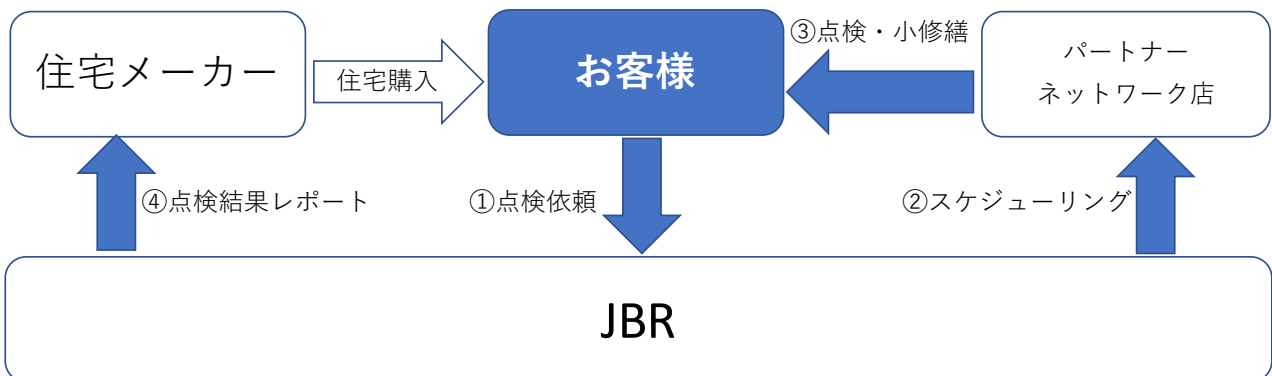 住宅メーカー
住宅購入
お客様
③点検・小修繕
パートナー
ネットワーク店
④点検結果レポート
①点検依頼
②スケジューリング
JBR